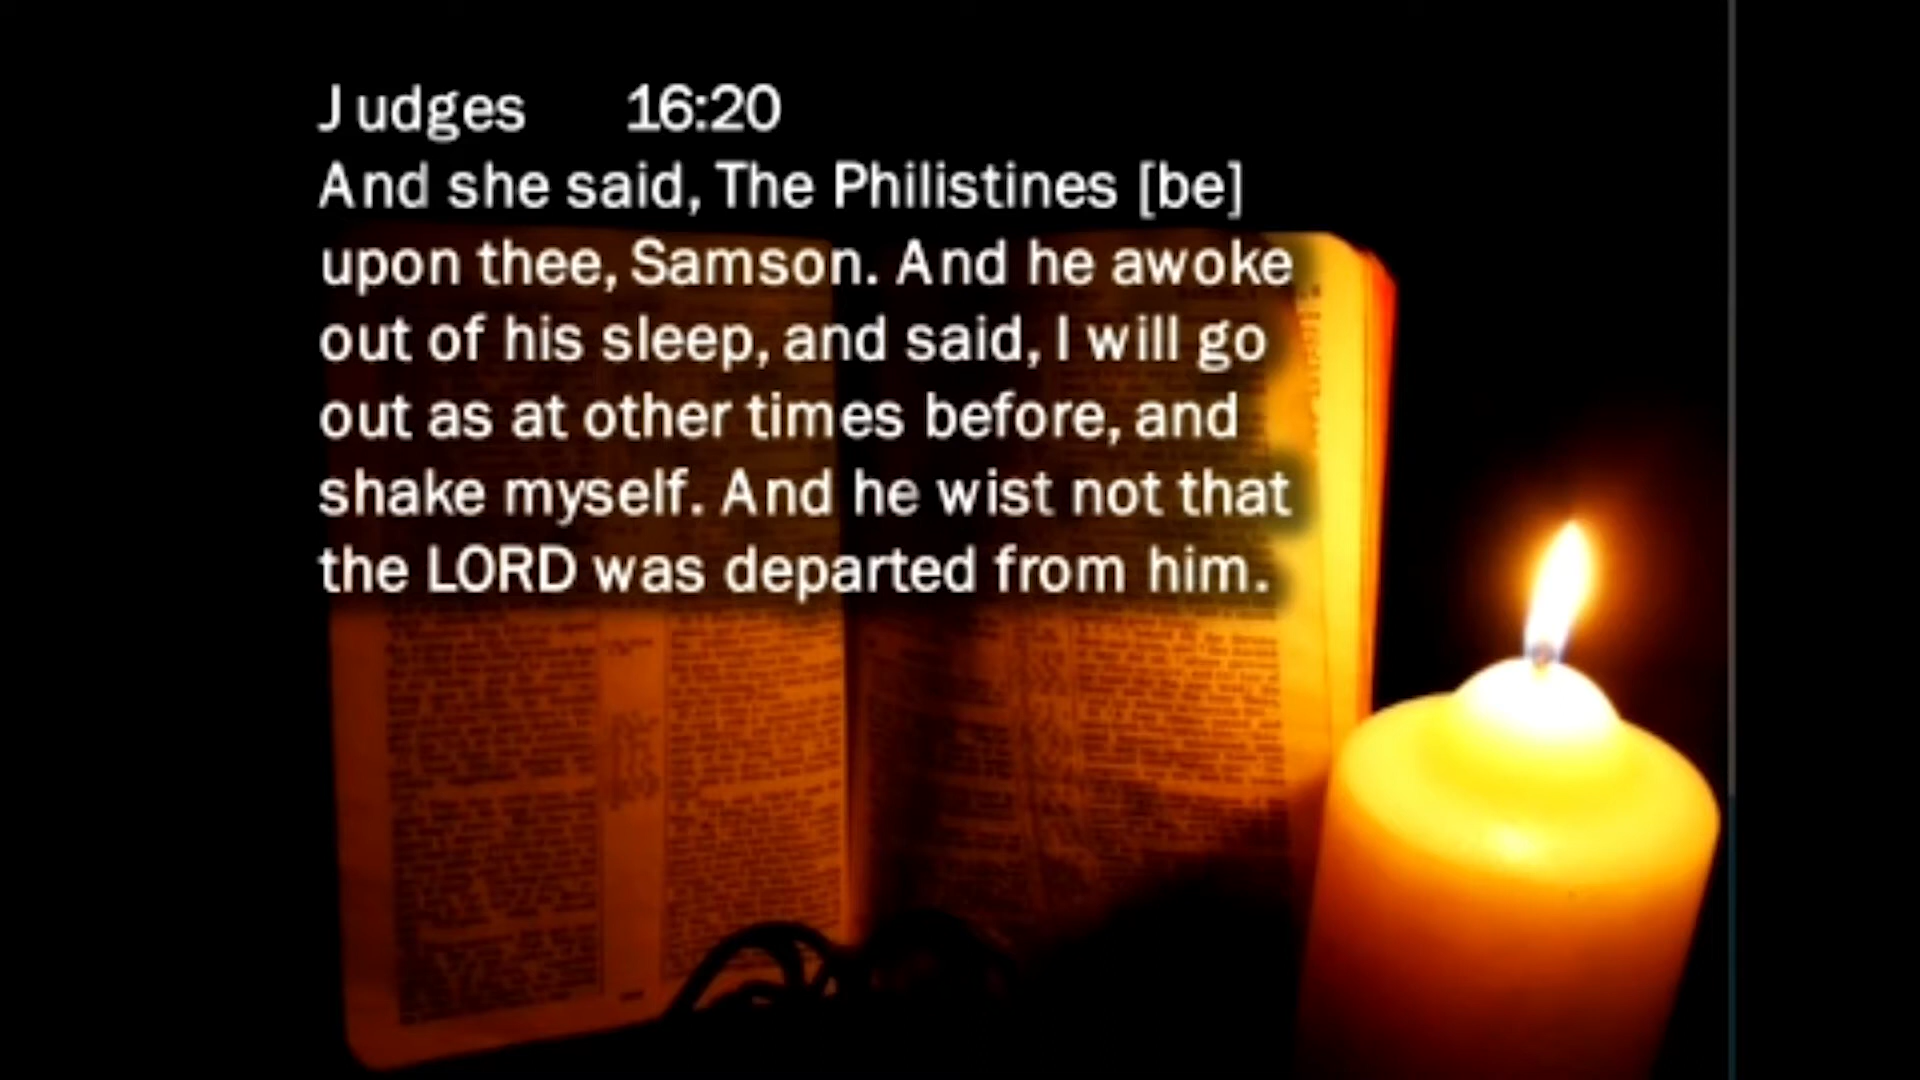 Judges 16:20
And she said, The Philistines [be]
upon thee, Samson. And he awoke
out of his sleep, and said, I will go
out as at other times before, and
shake myself. And he wist not that
the LORD was departed from him.